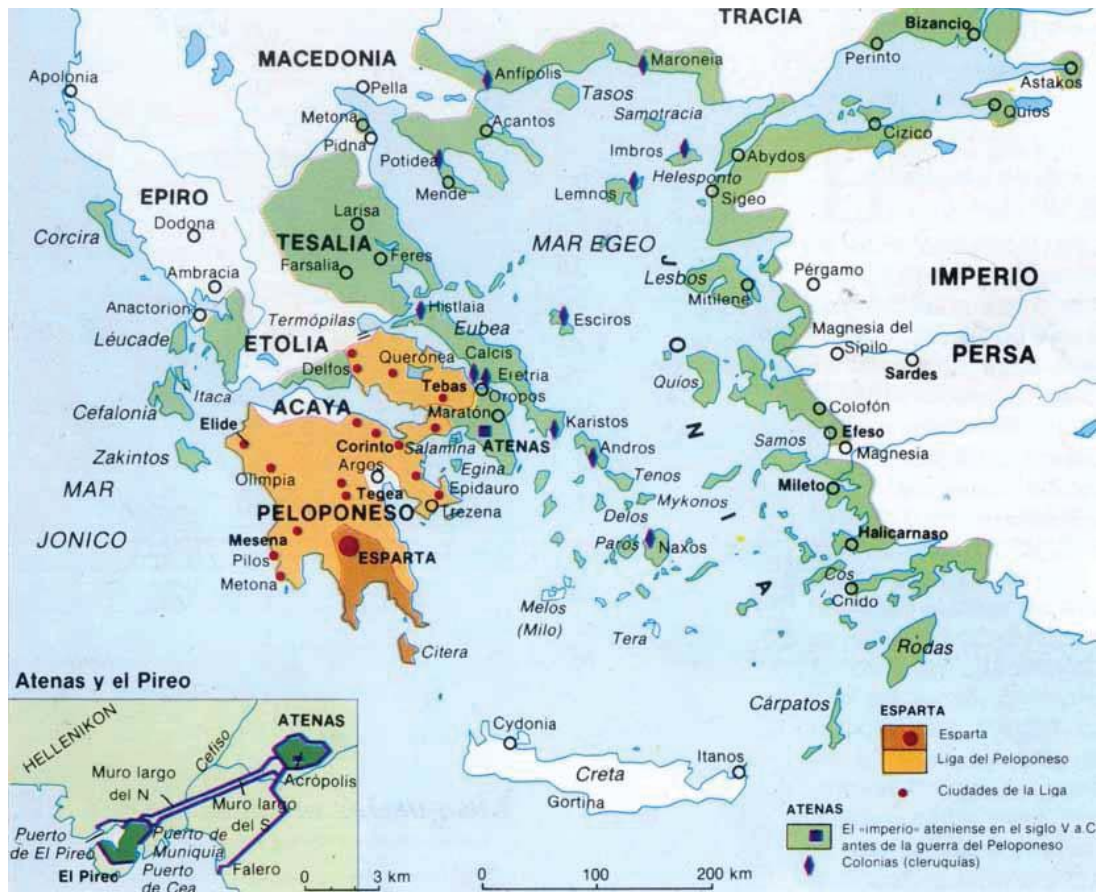 TRACIA
Bizancio
MACEDONIA
Maroneia
Perinto
Apolonia
Pella
Anfípolis
Astakos
Tasos
Metona
Acantos
Samotracia
Quios
Pidna
Cizico
Potidea
Imbros
Abydos
Mende
Lemnos
Helesponto
Sigeo
EPIRO
Dodona
Larisa
Corcira
TESALIA
MAR EGEO
Feres
Farsalia
Lesbos
Pérgamo
IMPERIO
Ambracia
Mitilene
Anactorion
Histlaia
Termópilas
Esciros
Eubea
Magnesia del
Sipilo
PERSA
Léucade
ETOLIA
Queronea
Calcis
Sardes
Delfos
Eretria
Quios
Itaca
Tebas
Oropos
Cefalonia
ACAYA
Maratón
Colofón
Elide
Corinto
Salamina
ATENAS
Karistos
Efeso
Zakintos
Argos
Andros
Samos
Magnesia
Olimpia
Egina
Tenos
MAR
Tegea
Epidauro
Mykonos
Mileto
PELOPONESO
Trezena
Delos
JONICO
Mesena
Paros
Naxos
Halicarnaso
Pilos
ESPARTA
Metona
Cos
Cnido
Melos
(Milo)
Tera
Citera
Rodas
J
N
I
A
Cárpatos
Cydonia
Itanos
Creta
Gortina
Atenas y el Pireo
HELLENIKON
ATENAS
Cefiso
Acrópolis
Muro largo
del N
Muro largo
del S
Puerto
de El Pireo
Puerto de
Muniquia
El Pireo
Puerto
de Cea
Falero
0 3 km
0 100 200 km
ESPARTA
Esparta
Liga del Peloponeso
Ciudades de la Liga
ATENAS
El «imperio» ateniense en el siglo V a.C
antes de la guerra del Peloponeso
Colonias (cleruquías)